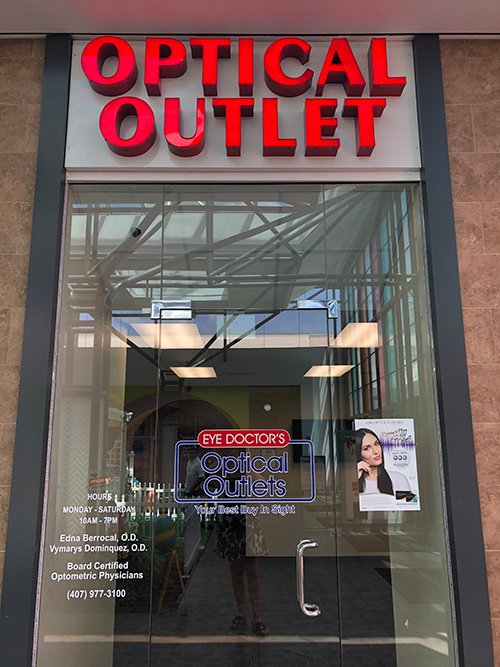 OPTICAL
OUTLET
EYE DOCTOR'S
Optical
Outlets
Your Best Buy In Sight
HOURS
MONDAY - SATURDAY
10AM - 7PM
Edna Berrocal, O.D.
Vymarys Dominquez, O.D.
Board Certified
Optometric Physicians
(407) 977-3100